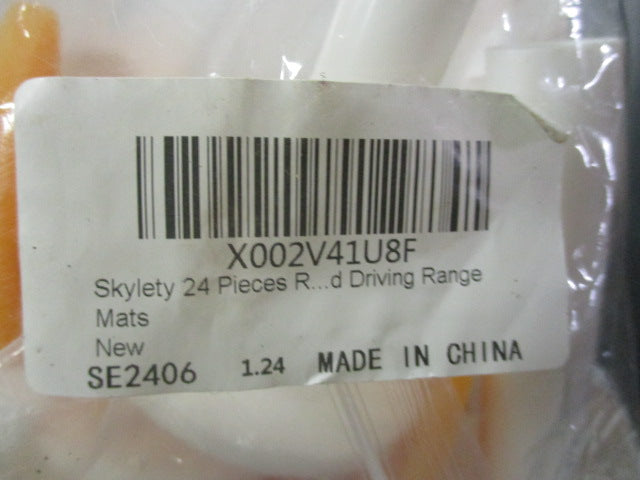 X002V41U8F
Skylety 24 Pieces R...d Driving Range
Mats
New
SE2406 1.24 MADE IN CHINA